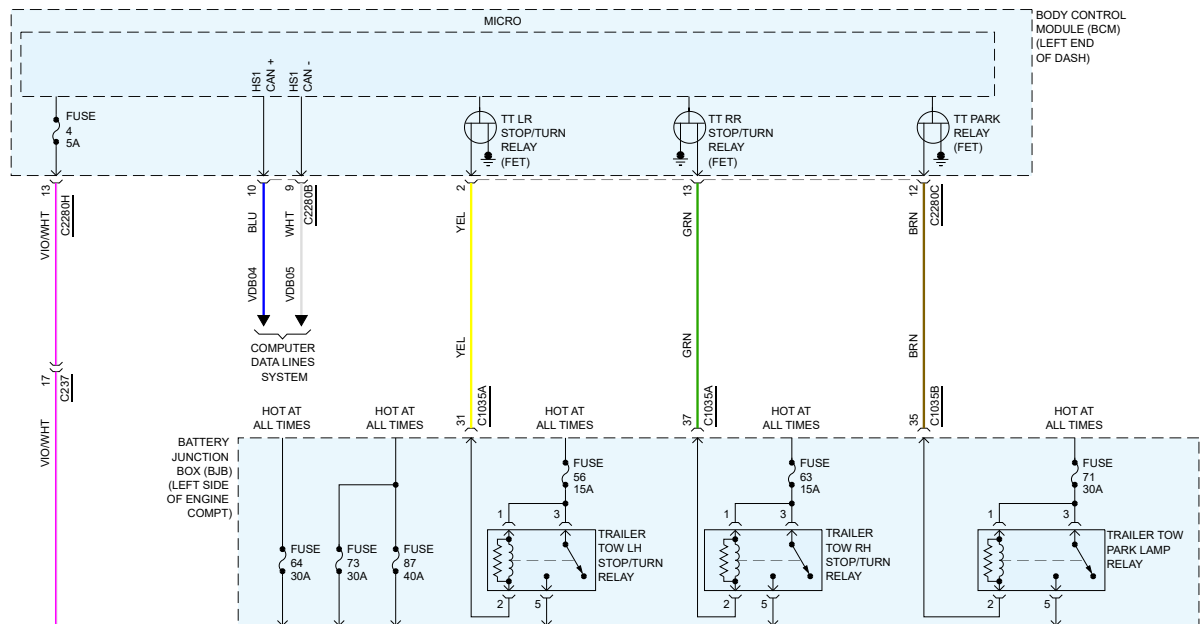 MICRO
BODY CONTROL
MODULE (BCM)
(LEFT END
OF DASH)
HS1
CAN +
HS1
CAN -
FUSE
4
5A
TT LR
STOP/TURN
RELAY
(FET)
TT RR
STOP/TURN
RELAY
(FET)
TT PARK
RELAY
(FET)
13
C2280H
10
9
C2280B
2
13
12
C2280C
VIO/WHT
BLU
WHT
YEL
GRN
BRN
VDB04
VDB05
COMPUTER
DATA LINES
SYSTEM
YEL
GRN
BRN
17
C237
31
C1035A
37
C1035A
35
C1035B
VIO/WHT
HOT AT
ALL TIMES
HOT AT
ALL TIMES
HOT AT
ALL TIMES
HOT AT
ALL TIMES
HOT AT
ALL TIMES
BATTERY
JUNCTION
BOX (BJB)
(LEFT SIDE
OF ENGINE
COMPT)
FUSE
56
15A
FUSE
63
15A
FUSE
71
30A
1
3
1
3
1
3
FUSE
64
30A
FUSE
73
30A
FUSE
87
40A
TRAILER
TOW LH
STOP/TURN
RELAY
TRAILER
TOW RH
STOP/TURN
RELAY
TRAILER TOW
PARK LAMP
RELAY
2
5
2
5
2
5